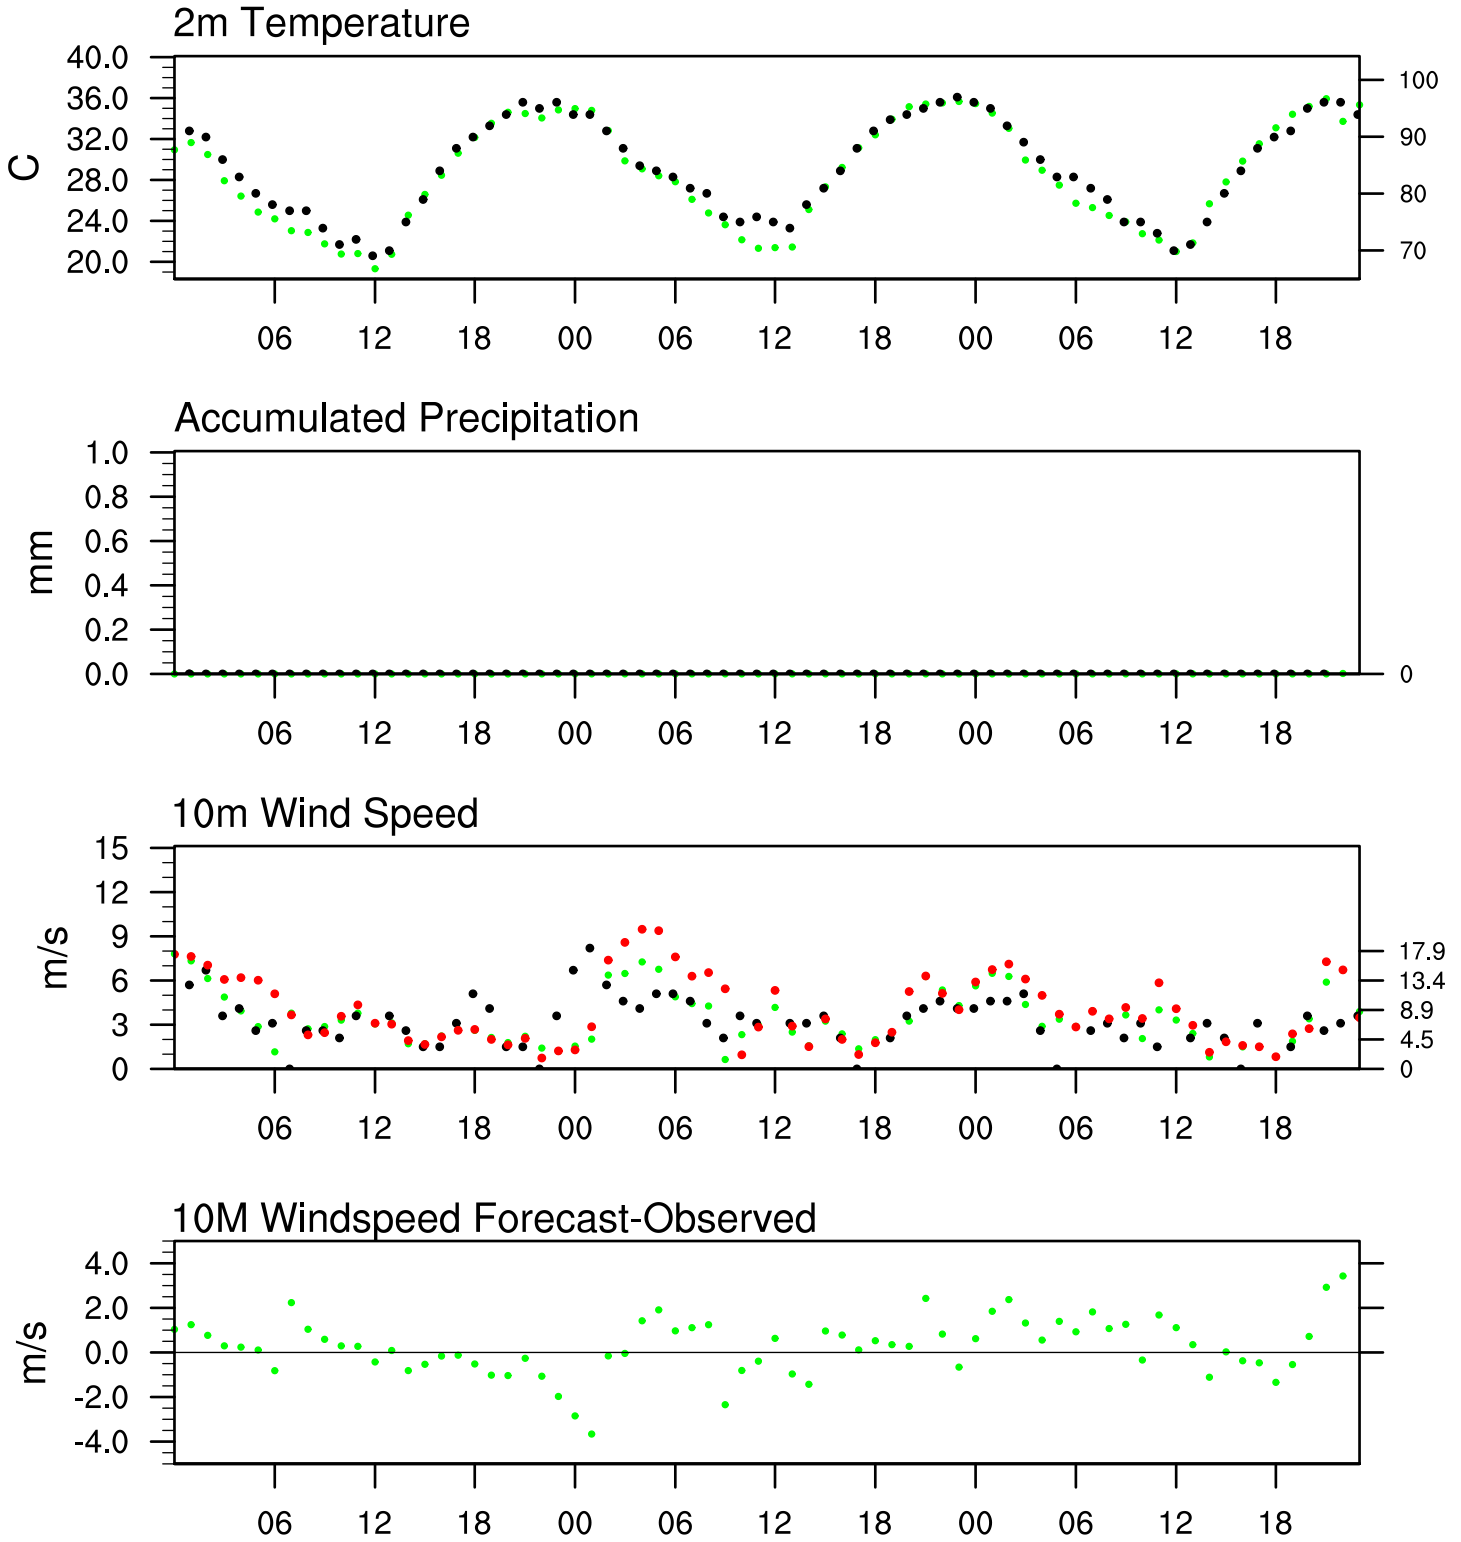 2m Temperature
40.0
36.0
32.0
28.0
24.0
20.0
C
100
90
80
70
06 12 18 00 06 12 18 00 06 12 18
Accumulated Precipitation
1.0
0.8
0.6
0.4
0.2
0.0
mm
0
06 12 18 00 06 12 18 00 06 12 18
10m Wind Speed
15
12
9
6
3
0
m/s
17.9
13.4
8.9
4.5
0
06 12 18 00 06 12 18 00 06 12 18
10M Windspeed Forecast-Observed
4.0
2.0
0.0
-2.0
-4.0
m/s
06 12 18 00 06 12 18 00 06 12 18